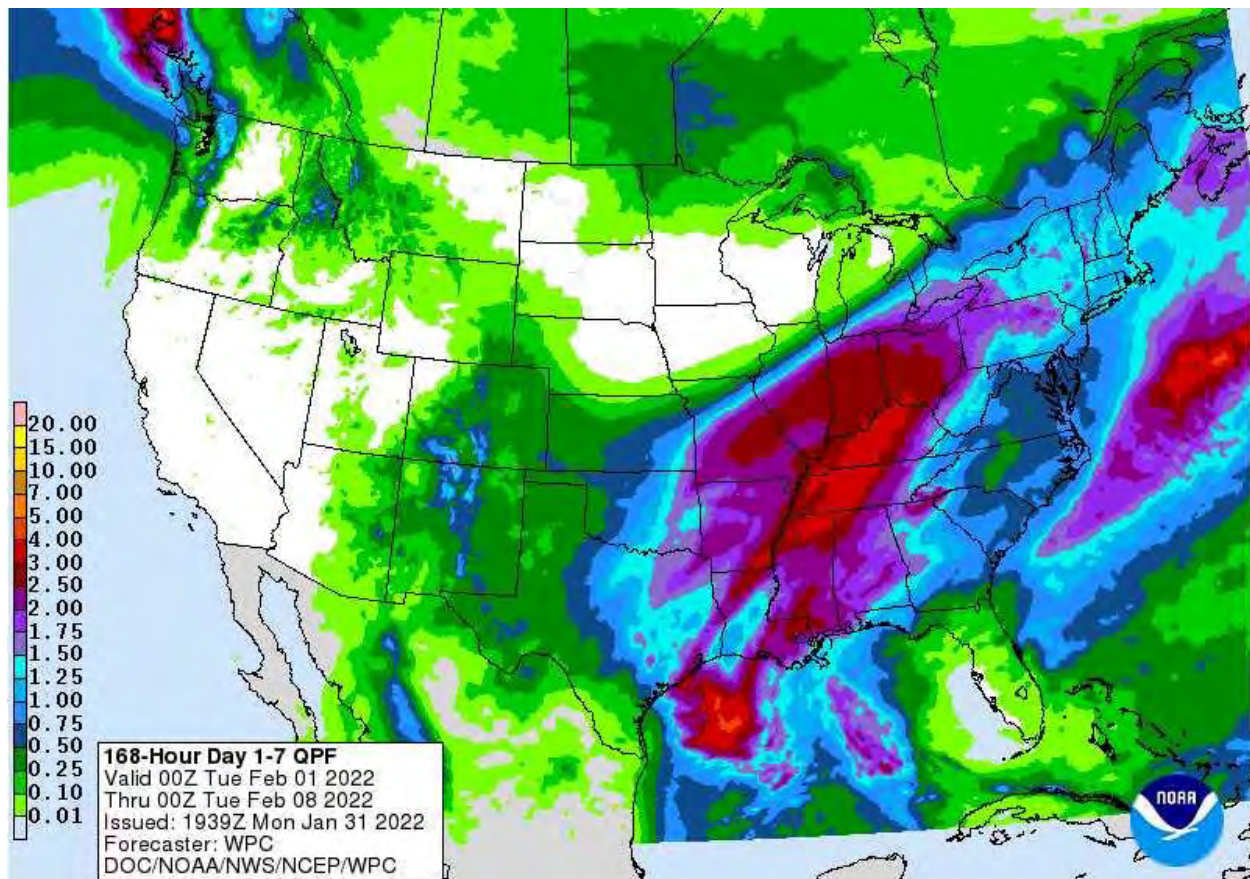 20.00
15.00
10.00
7.00
5.00
4.00
3.00
2.50
2.00
1.75
1.50
1.25
1.00
0.75
0.50
0.25
0.10
0.01
168-Hour Day 1-7 QPF
Valid 00Z Tue Feb 01 2022
Thru 00Z Tue Feb 08 2022
Issued: 1939Z Mon Jan 31 2022
Forecaster: WPC
DOC/NOAA/NWS/NCEP/WPC
NOAA